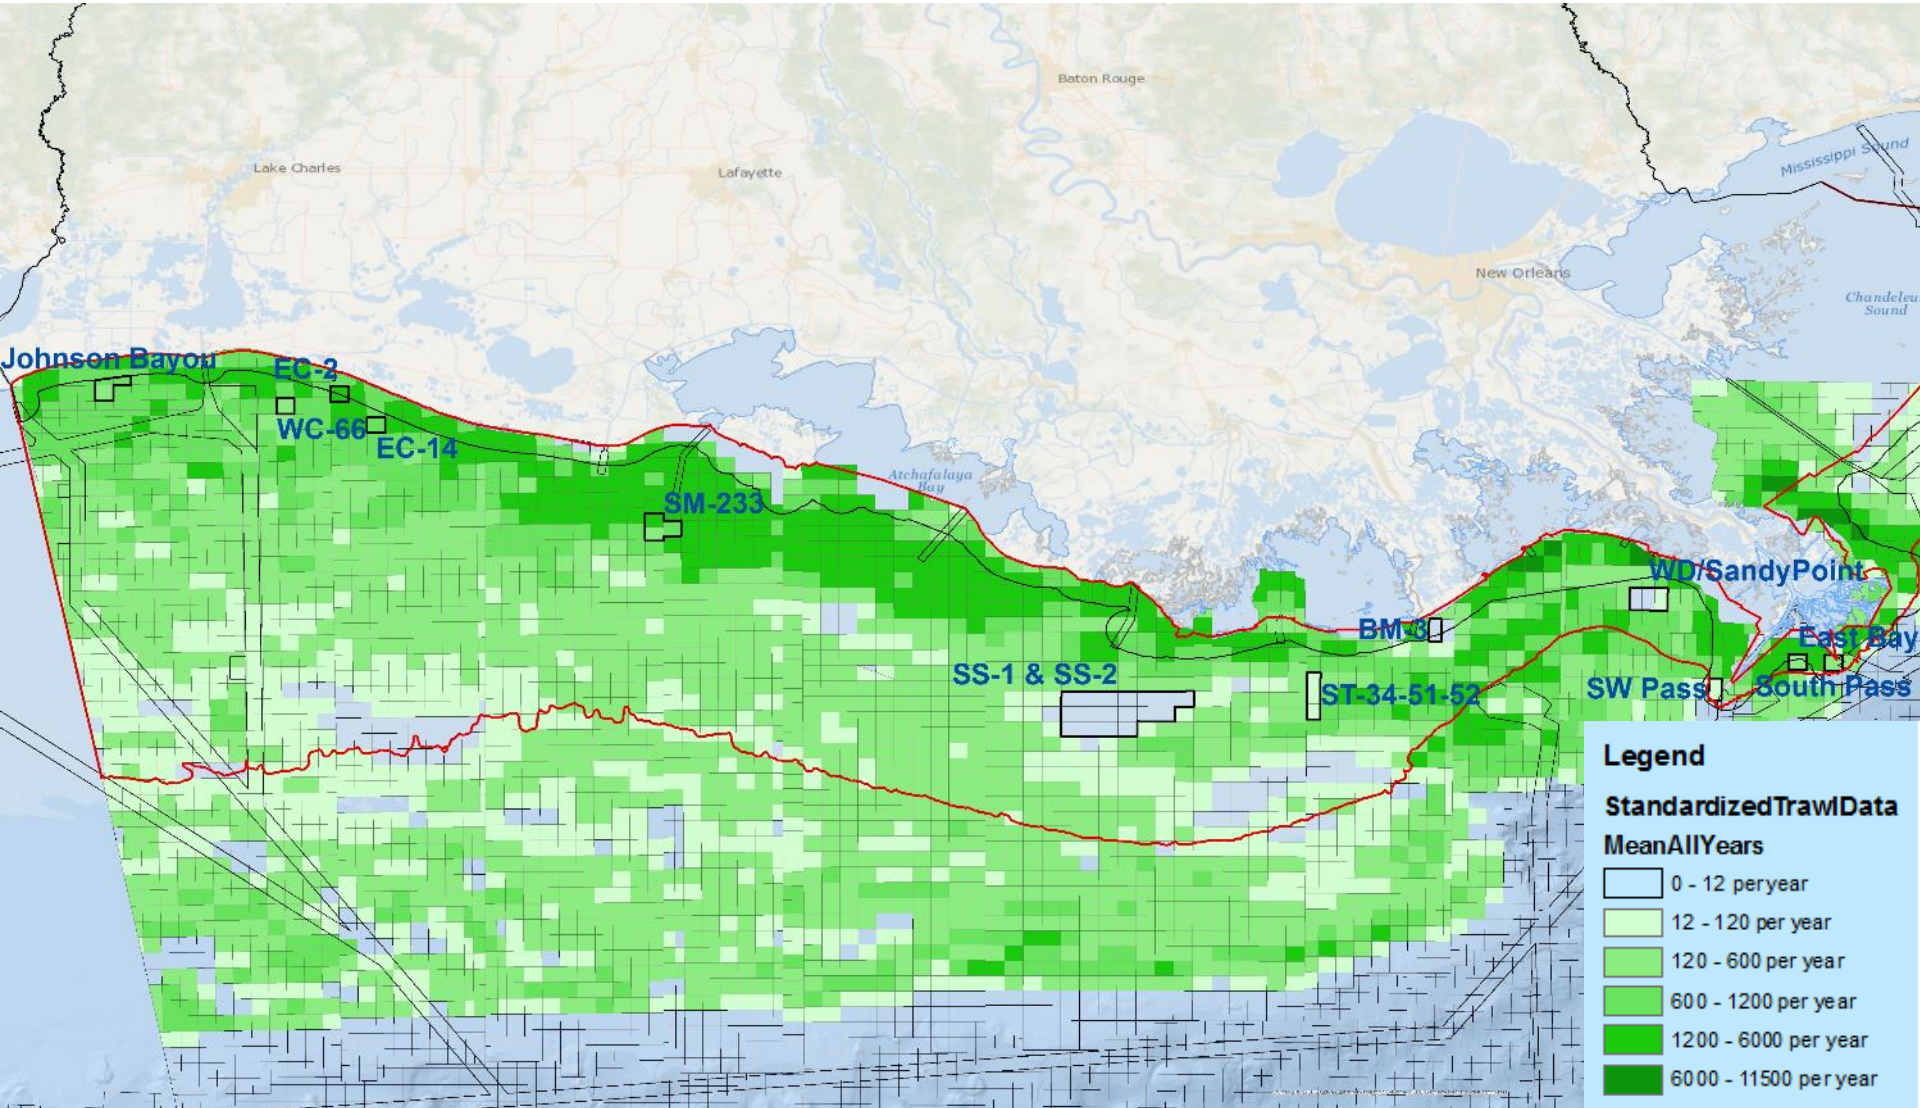 Baton Rouge
Mississippi Sound
Lake Charles
Lafayette
New Orleans
Chandeleu
Sound
Johnson Bayou
EC-2
WC-66
EC-14
Atchafalaya
Bay
SM-233
WD/SandyPoint
BM-3
East Bay
SS-1 & SS-2
ST-34-51-52
SW Pass
South Pass
Legend
StandardizedTrawlData
MeanAllYears
0 - 12 per year
12 - 120 per year
120 - 600 per year
600 - 1200 per year
1200 - 6000 per year
6000 - 11500 per year